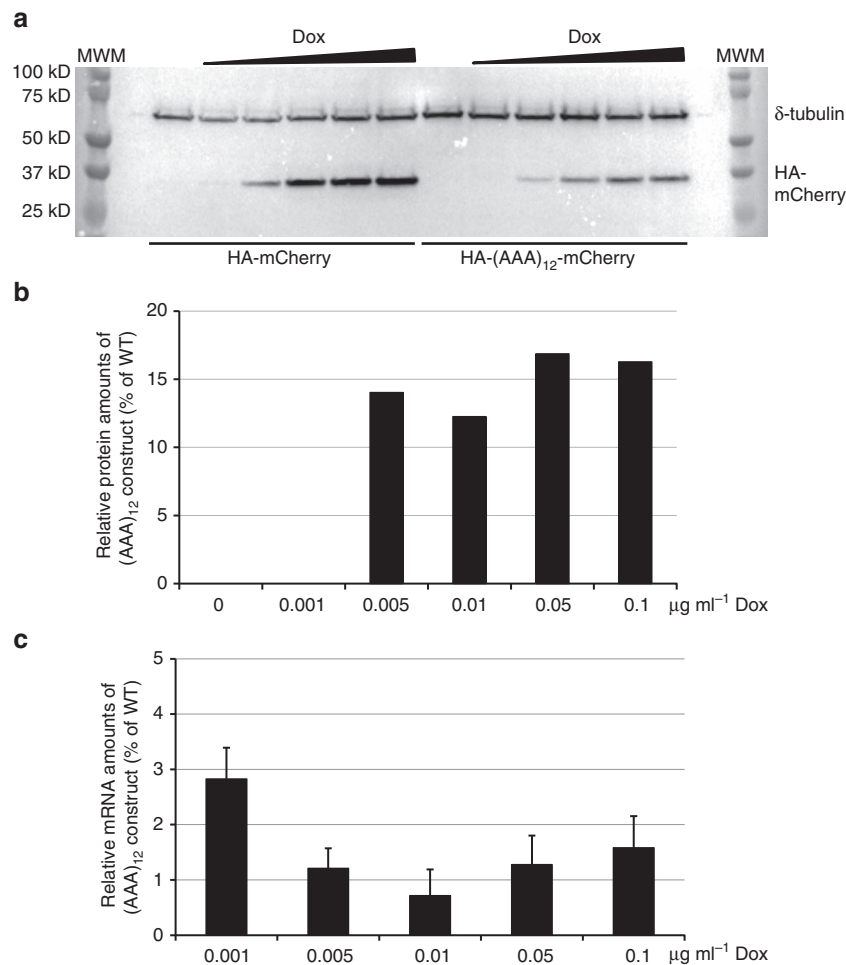 a
Dox Dox
MWM MWM
100 kD
75 kD
50 kD
37 kD
25 kD
δ-tubulin
HA-
mCherry
HA-mCherry HA-(AAA)₁₂-mCherry
b
Relative protein amounts of
(AAA)₁₂ construct (% of WT)
20
15
10
5
0
0 0.001 0.005 0.01 0.05 0.1 μg ml⁻¹ Dox
c
Relative mRNA amounts of
(AAA)₁₂ construct (% of WT)
5
4
3
2
1
0
0.001 0.005 0.01 0.05 0.1 μg ml⁻¹ Dox